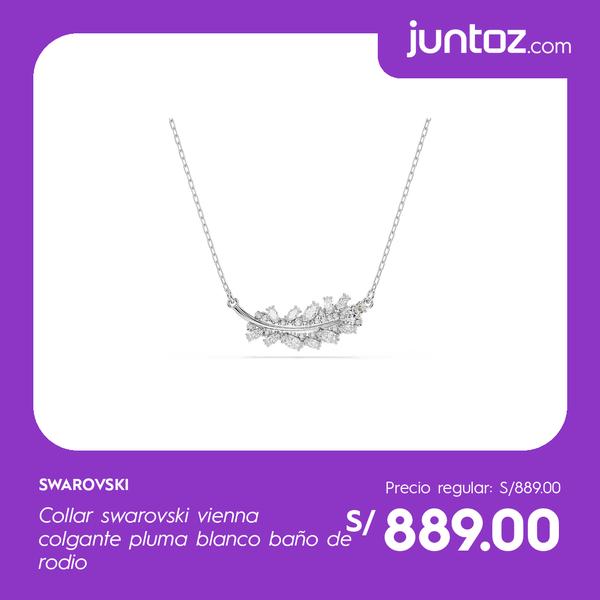 juntoz.com
SWAROVSKI
Collar swarovski vienna
colgante pluma blanco baño de
rodio
Precio regular: S/889.00
S/ 889.00